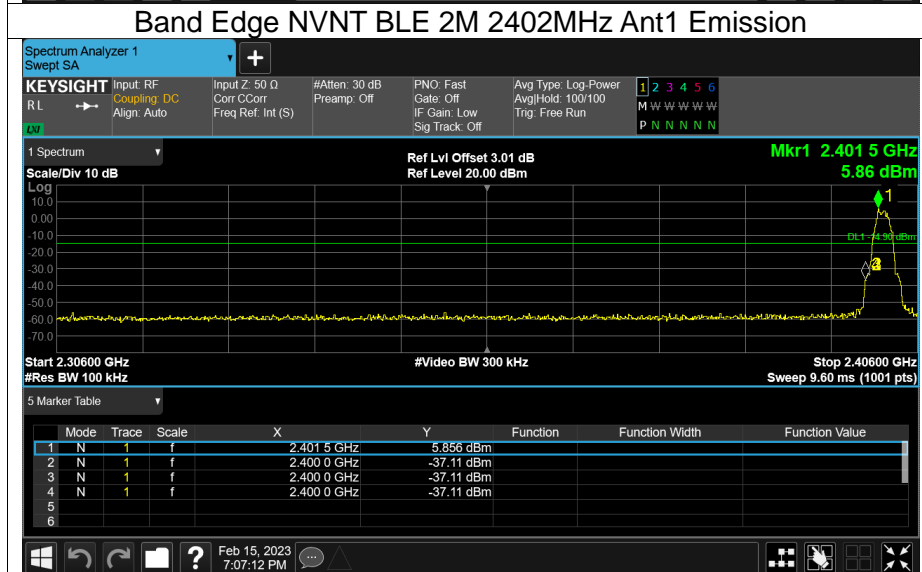 Band Edge NVNT BLE 2M 2402MHz Ant1 Emission
Spectrum Analyzer 1
Swept SA
+
KEYSIGHT
R L
LXI
Input: RF
Coupling: DC
Align: Auto
Input Z: 50 Ω
Corr CCorr
Freq Ref: Int (S)
#Atten: 30 dB
Preamp: Off
PNO: Fast
Gate: Off
IF Gain: Low
Sig Track: Off
Avg Type: Log-Power
Avg|Hold: 100/100
Trig: Free Run
1 2 3 4 5 6
M W W W W W
P N N N N N
1 Spectrum
Scale/Div 10 dB
Ref Lvl Offset 3.01 dB
Ref Level 20.00 dBm
Mkr1 2.401 5 GHz
5.86 dBm
Log
10.0
0.00
-10.0
-20.0
-30.0
-40.0
-50.0
-60.0
-70.0
1
DL1 -14.90 dBm
Start 2.30600 GHz
#Video BW 300 kHz
Stop 2.40600 GHz
#Res BW 100 kHz
Sweep 9.60 ms (1001 pts)
5 Marker Table
Mode Trace Scale X Y Function Function Width Function Value
1 N 1 f 2.401 5 GHz 5.856 dBm
2 N 1 f 2.400 0 GHz -37.11 dBm
3 N 1 f 2.400 0 GHz -37.11 dBm
4 N 1 f 2.400 0 GHz -37.11 dBm
5
6
?
Feb 15, 2023
7:07:12 PM